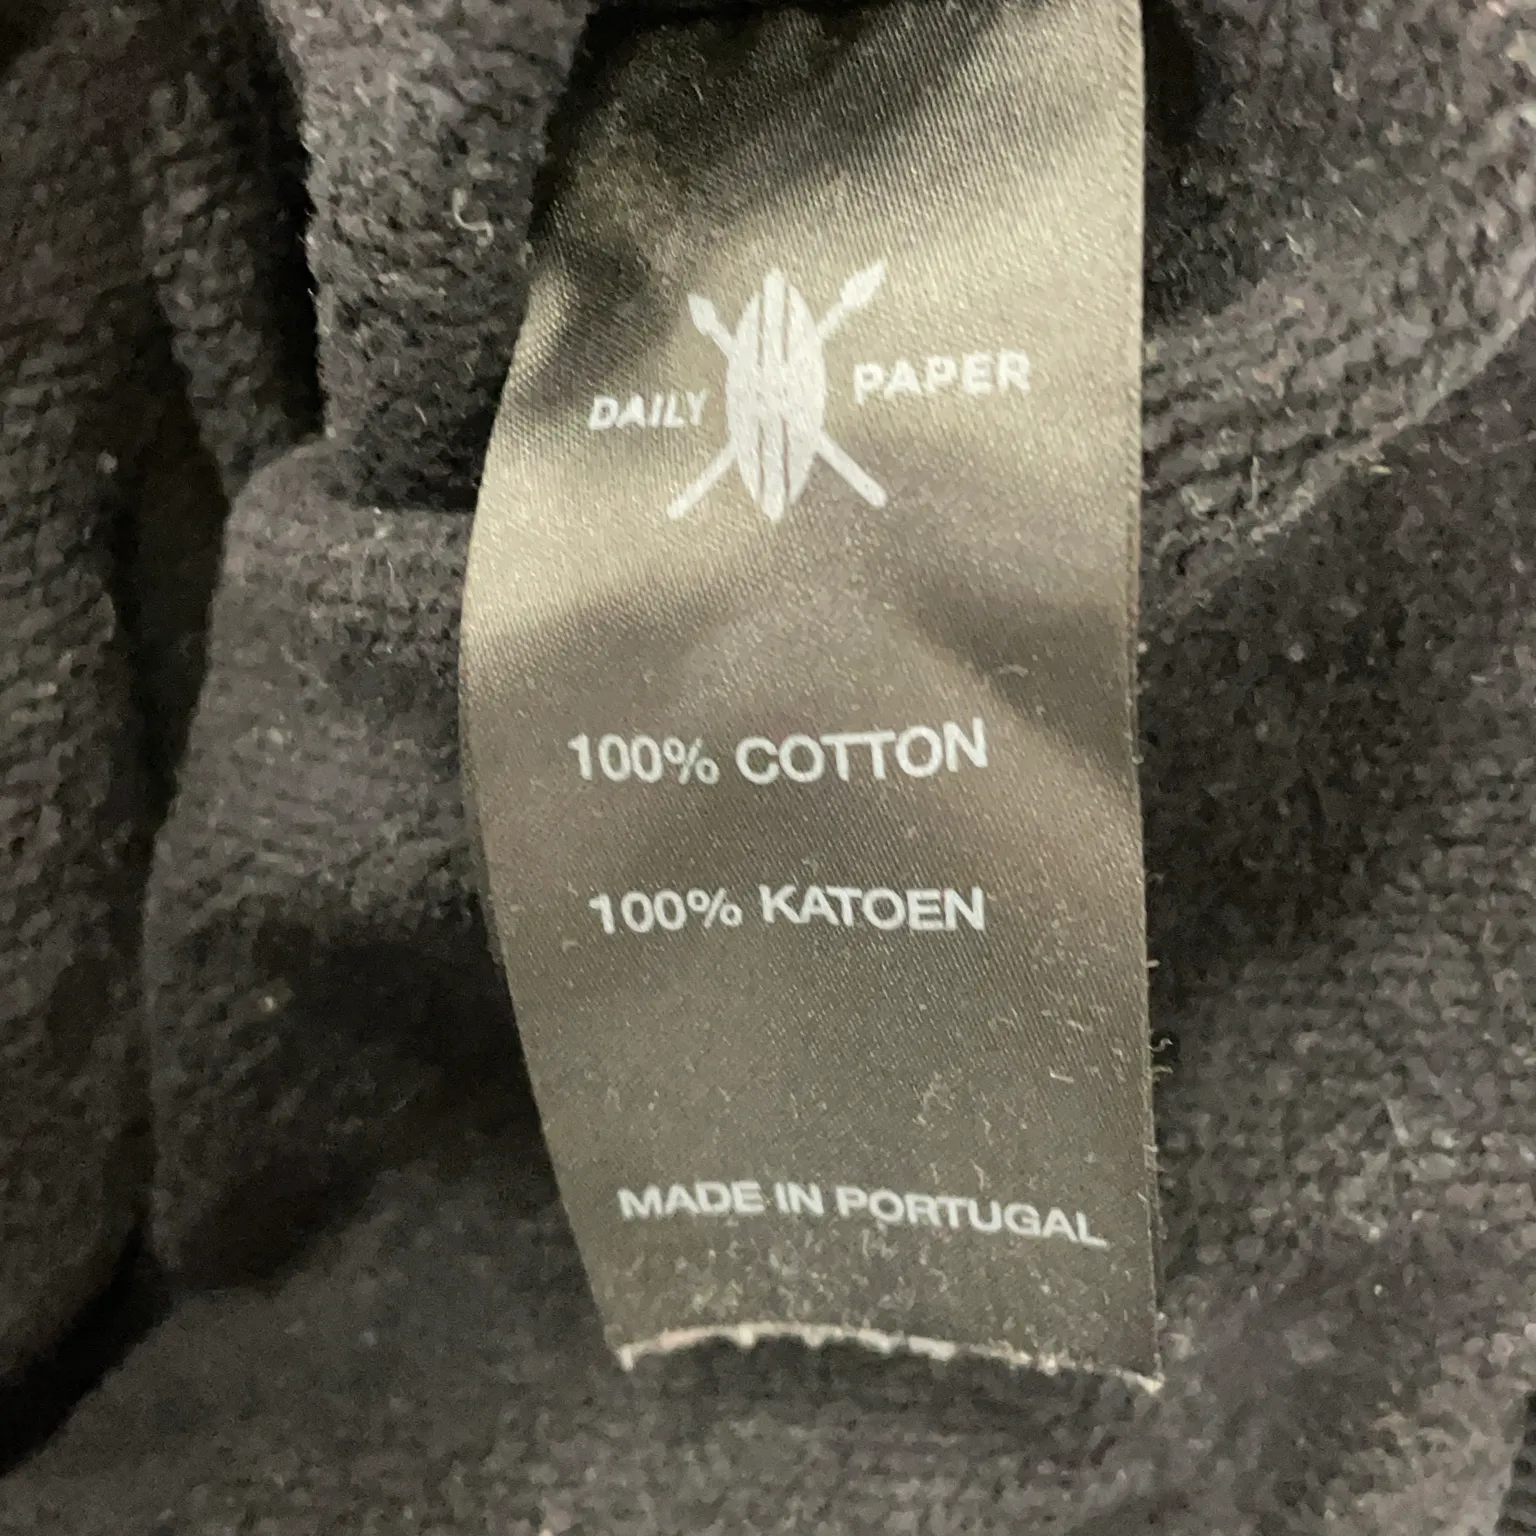 DAILY PAPER
100% COTTON
100% KATOEN
MADE IN PORTUGAL